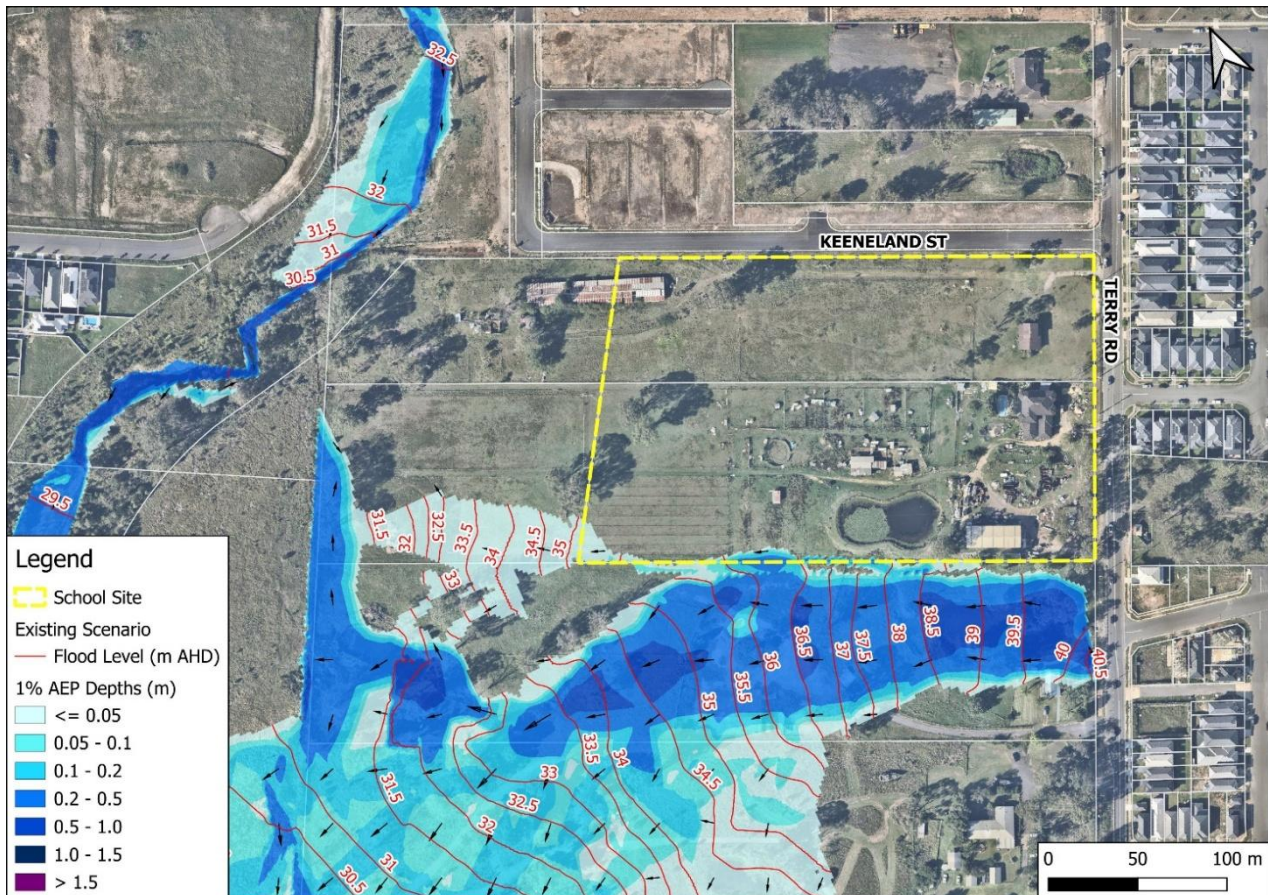 32.5
32
31.5
31
30.5
29.5
KEENELAND ST
TERRY RD
31.5
32
32.5
33.5
34
34.5
35
33
36.5
37
37.5
38
38.5
39
39.5
40
40.5
36
35.5
35
34
33.5
34.5
33
32.5
32
31.5
31
30.5
Legend
School Site
Existing Scenario
Flood Level (m AHD)
1% AEP Depths (m)
<= 0.05
0.05 - 0.1
0.1 - 0.2
0.2 - 0.5
0.5 - 1.0
1.0 - 1.5
> 1.5
0 50 100 m